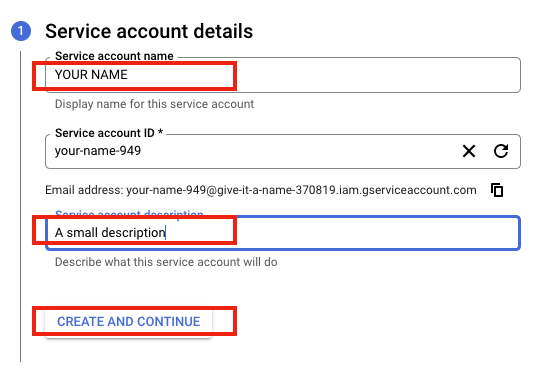 1 Service account details
Service account name
YOUR NAME
Display name for this service account
Service account ID *
your-name-949
Email address: your-name-949@give-it-a-name-370819.iam.gserviceaccount.com
Service account description
A small description
Describe what this service account will do
CREATE AND CONTINUE